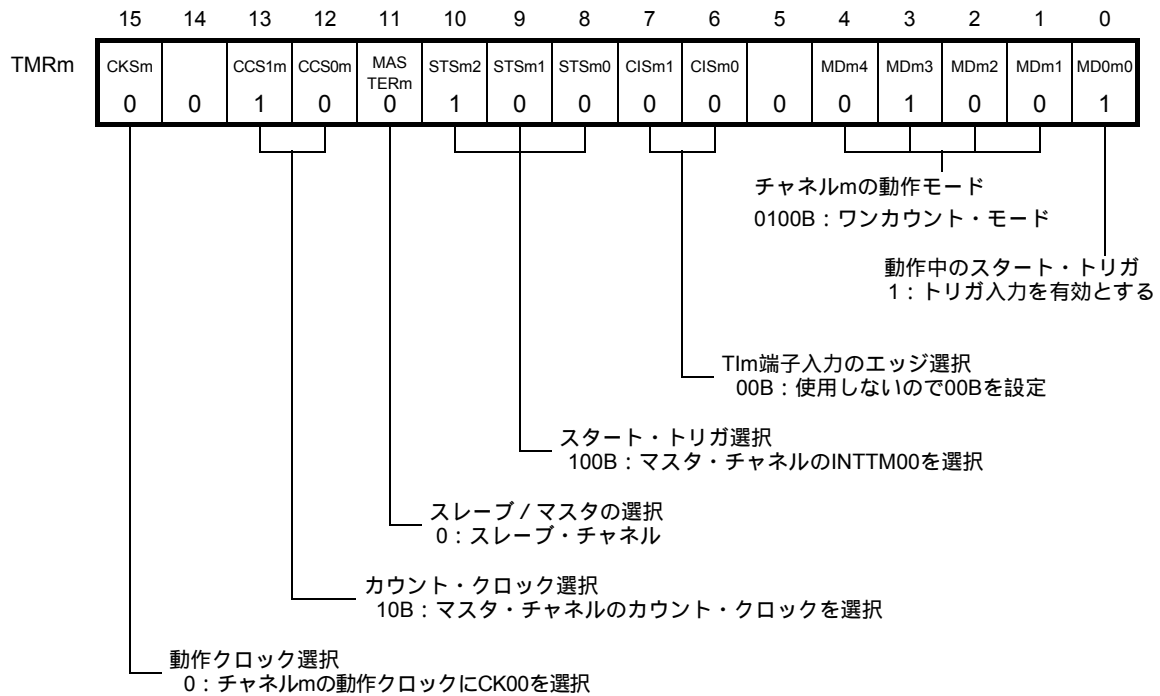 15 14 13 12 11 10 9 8 7 6 5 4 3 2 1 0
TMRm CKSm CCS1m CCS0m MAS TERm STSm2 STSm1 STSm0 CISm1 CISm0 MDm4 MDm3 MDm2 MDm1 MD0m0
0 0 1 0 0 1 0 0 0 0 0 0 1 0 0 1
チャネルmの動作モード
0100B：ワンカウント・モード
動作中のスタート・トリガ
1：トリガ入力を有効とする
TIm端子入力のエッジ選択
00B：使用しないので00Bを設定
スタート・トリガ選択
100B：マスタ・チャネルのINTTM00を選択
スレーブ／マスタの選択
0：スレーブ・チャネル
カウント・クロック選択
10B：マスタ・チャネルのカウント・クロックを選択
動作クロック選択
0：チャネルmの動作クロックにCK00を選択